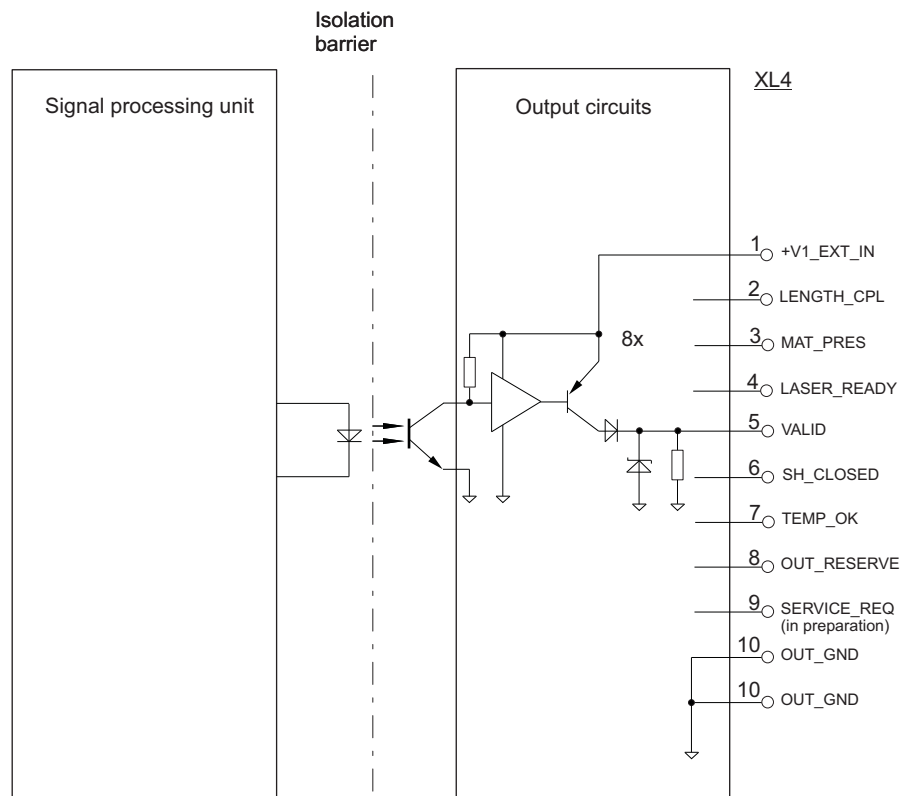 Isolation
barrier
Signal processing unit
Output circuits
XL4
1 +V1_EXT_IN
2 LENGTH_CPL
8x
3 MAT_PRES
4 LASER_READY
5 VALID
6 SH_CLOSED
7 TEMP_OK
8 OUT_RESERVE
9 SERVICE_REQ
(in preparation)
10 OUT_GND
10 OUT_GND